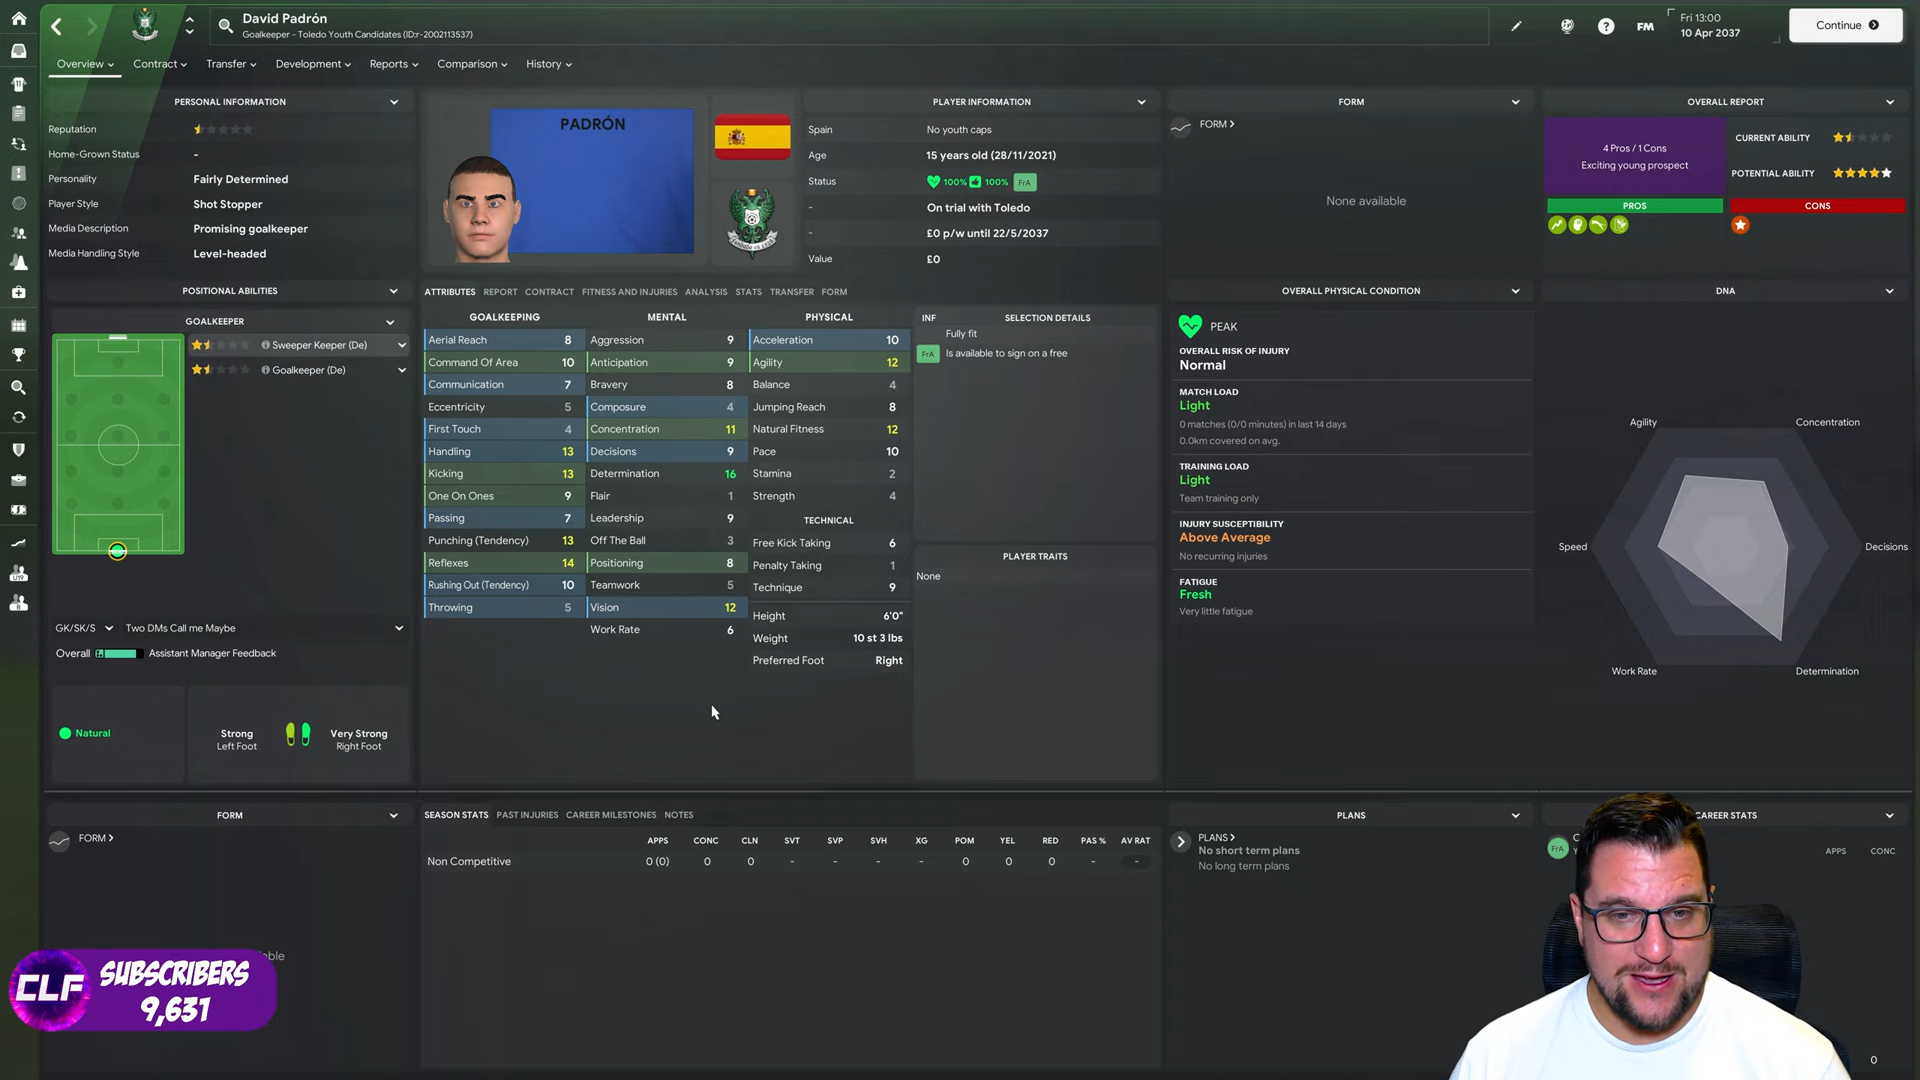 David Padrón
Goalkeeper - Toledo Youth Candidates (ID:r-2002113537)
FM
Fri 13:00
10 Apr 2037
Continue
Overview
Contract
Transfer
Development
Reports
Comparison
History
PERSONAL INFORMATION
Reputation
Home-Grown Status -
Personality Fairly Determined
Player Style Shot Stopper
Media Description Promising goalkeeper
Media Handling Style Level-headed
PADRÓN
PLAYER INFORMATION
Spain No youth caps
Age 15 years old (28/11/2021)
Status 100% 100% FrA
- On trial with Toledo
- £0 p/w until 22/5/2037
Value £0
FORM
FORM
None available
OVERALL REPORT
4 Pros / 1 Cons
Exciting young prospect
CURRENT ABILITY
POTENTIAL ABILITY
PROS
CONS
POSITIONAL ABILITIES
GOALKEEPER
Sweeper Keeper (De)
Goalkeeper (De)
GK/SK/S
Two DMs Call me Maybe
Overall
Assistant Manager Feedback
Natural
Strong
Left Foot
Very Strong
Right Foot
ATTRIBUTES REPORT CONTRACT FITNESS AND INJURIES ANALYSIS STATS TRANSFER FORM
GOALKEEPING
Aerial Reach 8
Command Of Area 10
Communication 7
Eccentricity 5
First Touch 4
Handling 13
Kicking 13
One On Ones 9
Passing 7
Punching (Tendency) 13
Reflexes 14
Rushing Out (Tendency) 10
Throwing 5
MENTAL
Aggression 9
Anticipation 9
Bravery 8
Composure 4
Concentration 11
Decisions 9
Determination 16
Flair 1
Leadership 9
Off The Ball 3
Positioning 8
Teamwork 5
Vision 12
Work Rate 6
PHYSICAL
Acceleration 10
Agility 12
Balance 4
Jumping Reach 8
Natural Fitness 12
Pace 10
Stamina 2
Strength 4
TECHNICAL
Free Kick Taking 6
Penalty Taking 1
Technique 9
Height 6'0"
Weight 10 st 3 lbs
Preferred Foot Right
INF SELECTION DETAILS
Fully fit
FrA Is available to sign on a free
PLAYER TRAITS
None
OVERALL PHYSICAL CONDITION
PEAK
OVERALL RISK OF INJURY
Normal
MATCH LOAD
Light
0 matches (0/0 minutes) in last 14 days
0.0km covered on avg.
TRAINING LOAD
Light
Team training only
INJURY SUSCEPTIBILITY
Above Average
No recurring injuries
FATIGUE
Fresh
Very little fatigue
DNA
Agility
Concentration
Speed
Decisions
Work Rate
Determination
FORM
FORM
CLF
SUBSCRIBERS
9,631
SEASON STATS PAST INJURIES CAREER MILESTONES NOTES
APPS CONC CLN SVT SVP SVH XG POM YEL RED PAS % AV RAT
Non Competitive 0 (0) 0 0 - - - - 0 0 0 - -
PLANS
PLANS
No short term plans
No long term plans
CAREER STATS
FrA
APPS CONC
0
U19
B